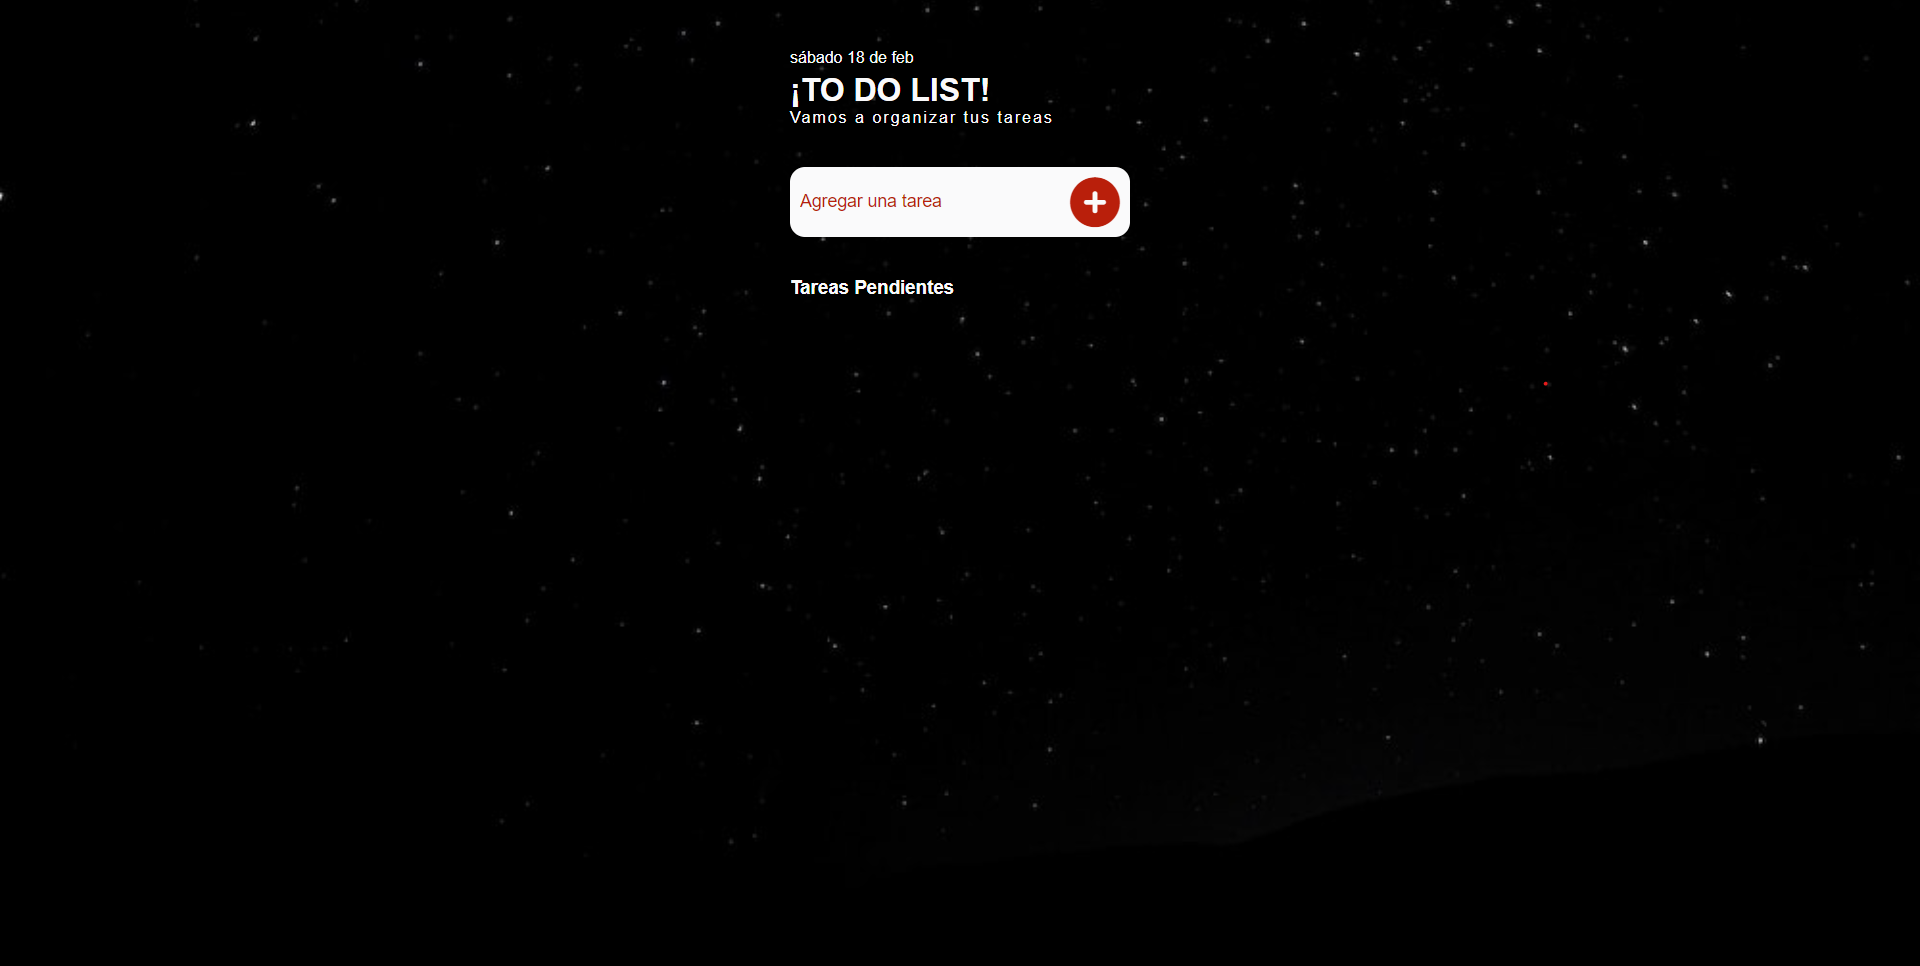 sábado 18 de feb
¡TO DO LIST!
Vamos a organizar tus tareas
Agregar una tarea
Tareas Pendientes